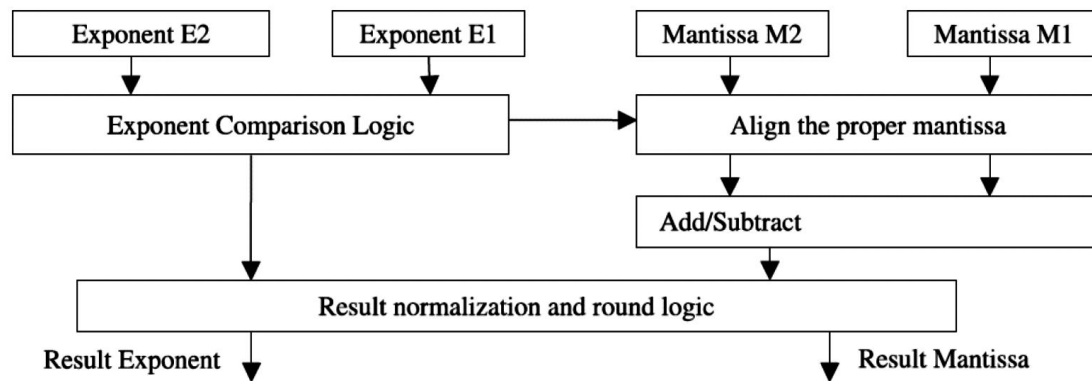 Exponent E2
Exponent E1
Mantissa M2
Mantissa M1
Exponent Comparison Logic
Align the proper mantissa
Add/Subtract
Result normalization and round logic
Result Exponent
Result Mantissa